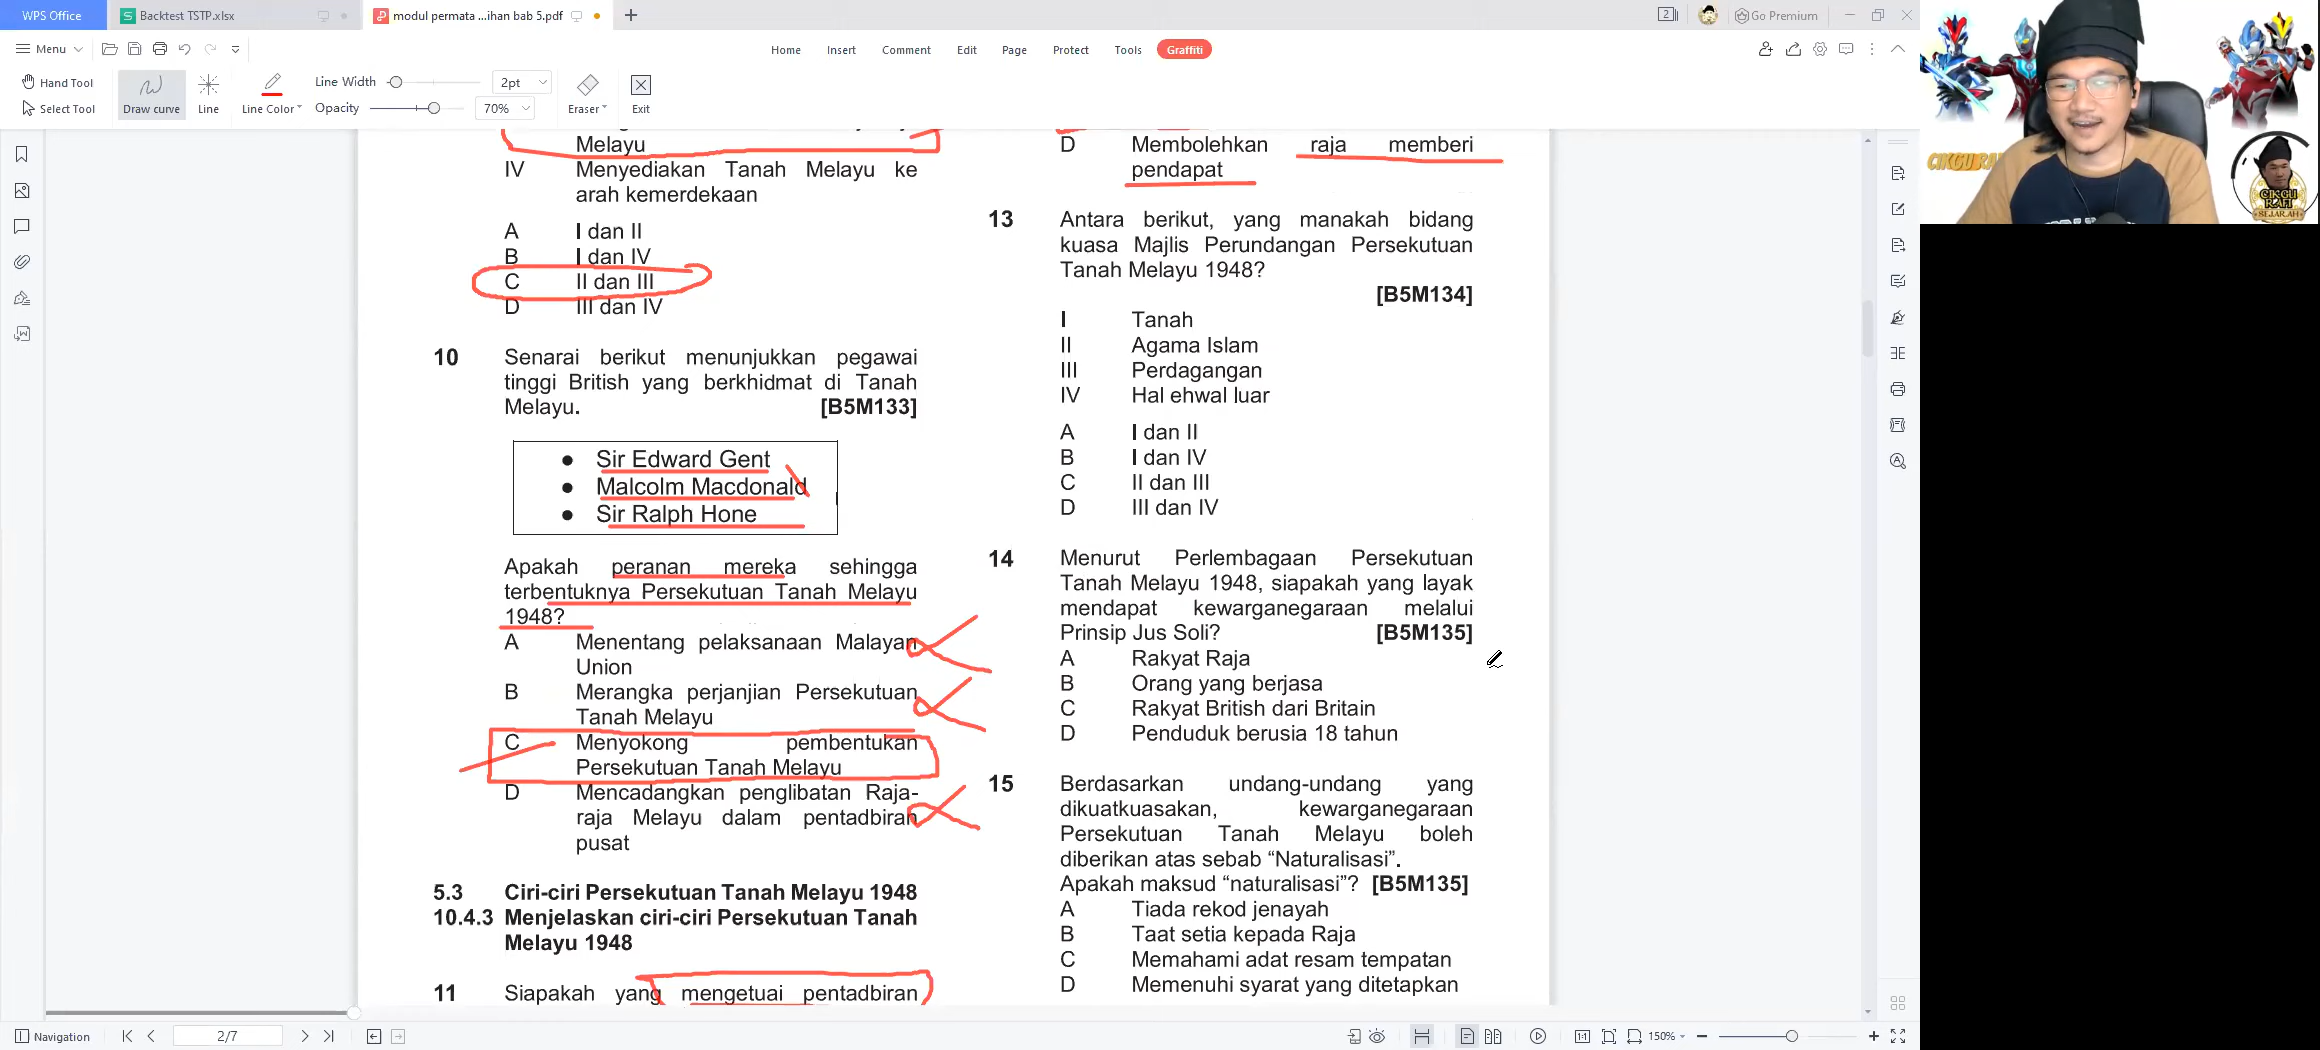 WPS Office
Backtest TSTP.xlsx
modul permata ...ihan bab 5.pdf
2
Go Premium
Menu
Home Insert Comment Edit Page Protect Tools Graffiti
Hand Tool
Select Tool
Draw curve
Line
Line Color
Line Width 2pt
Opacity 70%
Eraser
Exit
Melayu
IV Menyediakan Tanah Melayu ke
arah kemerdekaan
A I dan II
B I dan IV
C II dan III
D III dan IV
10 Senarai berikut menunjukkan pegawai
tinggi British yang berkhidmat di Tanah
Melayu. [B5M133]
● Sir Edward Gent
● Malcolm Macdonald
● Sir Ralph Hone
Apakah peranan mereka sehingga
terbentuknya Persekutuan Tanah Melayu
1948?
A Menentang pelaksanaan Malayan
Union
B Merangka perjanjian Persekutuan
Tanah Melayu
C Menyokong pembentukan
Persekutuan Tanah Melayu
D Mencadangkan penglibatan Raja-
raja Melayu dalam pentadbiran
pusat
5.3 Ciri-ciri Persekutuan Tanah Melayu 1948
10.4.3 Menjelaskan ciri-ciri Persekutuan Tanah
Melayu 1948
11 Siapakah yang mengetuai pentadbiran
D Membolehkan raja memberi
pendapat
13 Antara berikut, yang manakah bidang
kuasa Majlis Perundangan Persekutuan
Tanah Melayu 1948?
[B5M134]
I Tanah
II Agama Islam
III Perdagangan
IV Hal ehwal luar
A I dan II
B I dan IV
C II dan III
D III dan IV
14 Menurut Perlembagaan Persekutuan
Tanah Melayu 1948, siapakah yang layak
mendapat kewarganegaraan melalui
Prinsip Jus Soli? [B5M135]
A Rakyat Raja
B Orang yang berjasa
C Rakyat British dari Britain
D Penduduk berusia 18 tahun
15 Berdasarkan undang-undang yang
dikuatkuasakan, kewarganegaraan
Persekutuan Tanah Melayu boleh
diberikan atas sebab “Naturalisasi”.
Apakah maksud “naturalisasi”? [B5M135]
A Tiada rekod jenayah
B Taat setia kepada Raja
C Memahami adat resam tempatan
D Memenuhi syarat yang ditetapkan
CIKGU
CIKGU
RAFI
SEJARAH
Navigation
2/7
1:1
150%